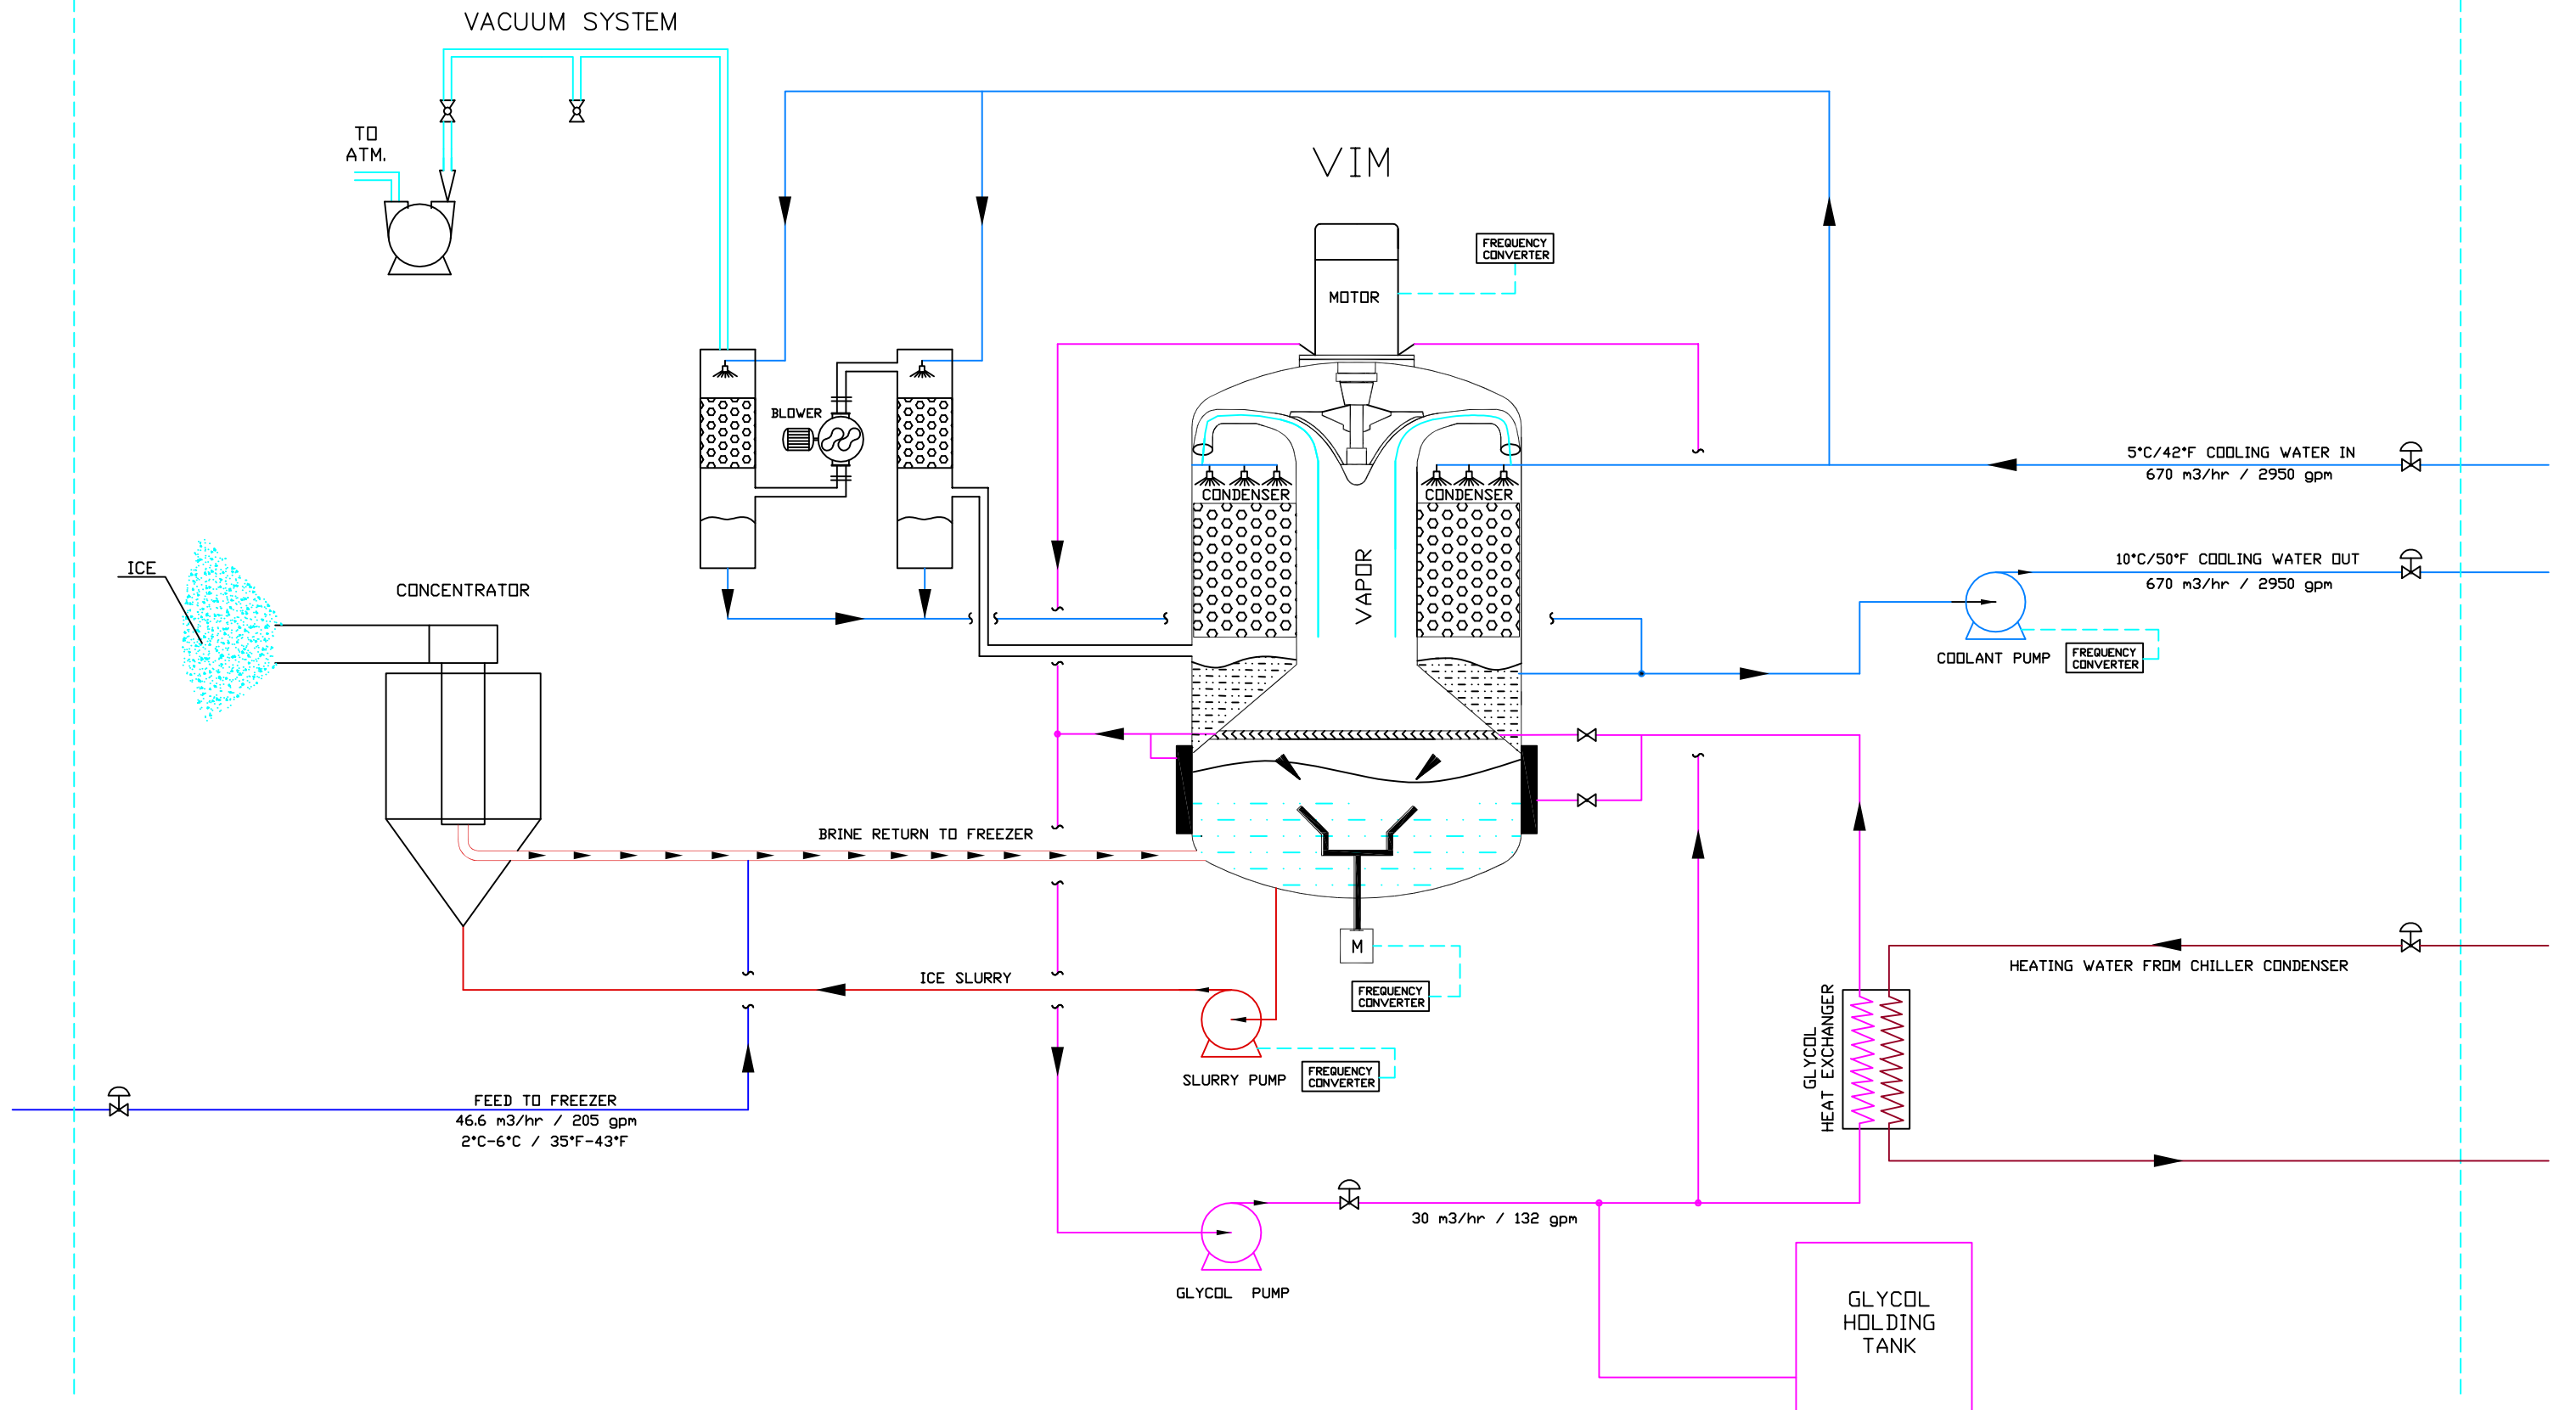 VACUUM SYSTEM
TO
ATM.
VIM
FREQUENCY
CONVERTER
MOTOR
BLOWER
5°C/42°F COOLING WATER IN
670 m3/hr / 2950 gpm
CONDENSER
CONDENSER
VAPOR
10°C/50°F COOLING WATER OUT
670 m3/hr / 2950 gpm
ICE
CONCENTRATOR
COOLANT PUMP
FREQUENCY
CONVERTER
BRINE RETURN TO FREEZER
M
HEATING WATER FROM CHILLER CONDENSER
ICE SLURRY
FREQUENCY
CONVERTER
GLYCOL
HEAT EXCHANGER
SLURRY PUMP
FREQUENCY
CONVERTER
FEED TO FREEZER
46.6 m3/hr / 205 gpm
2°C-6°C / 35°F-43°F
30 m3/hr / 132 gpm
GLYCOL PUMP
GLYCOL
HOLDING
TANK